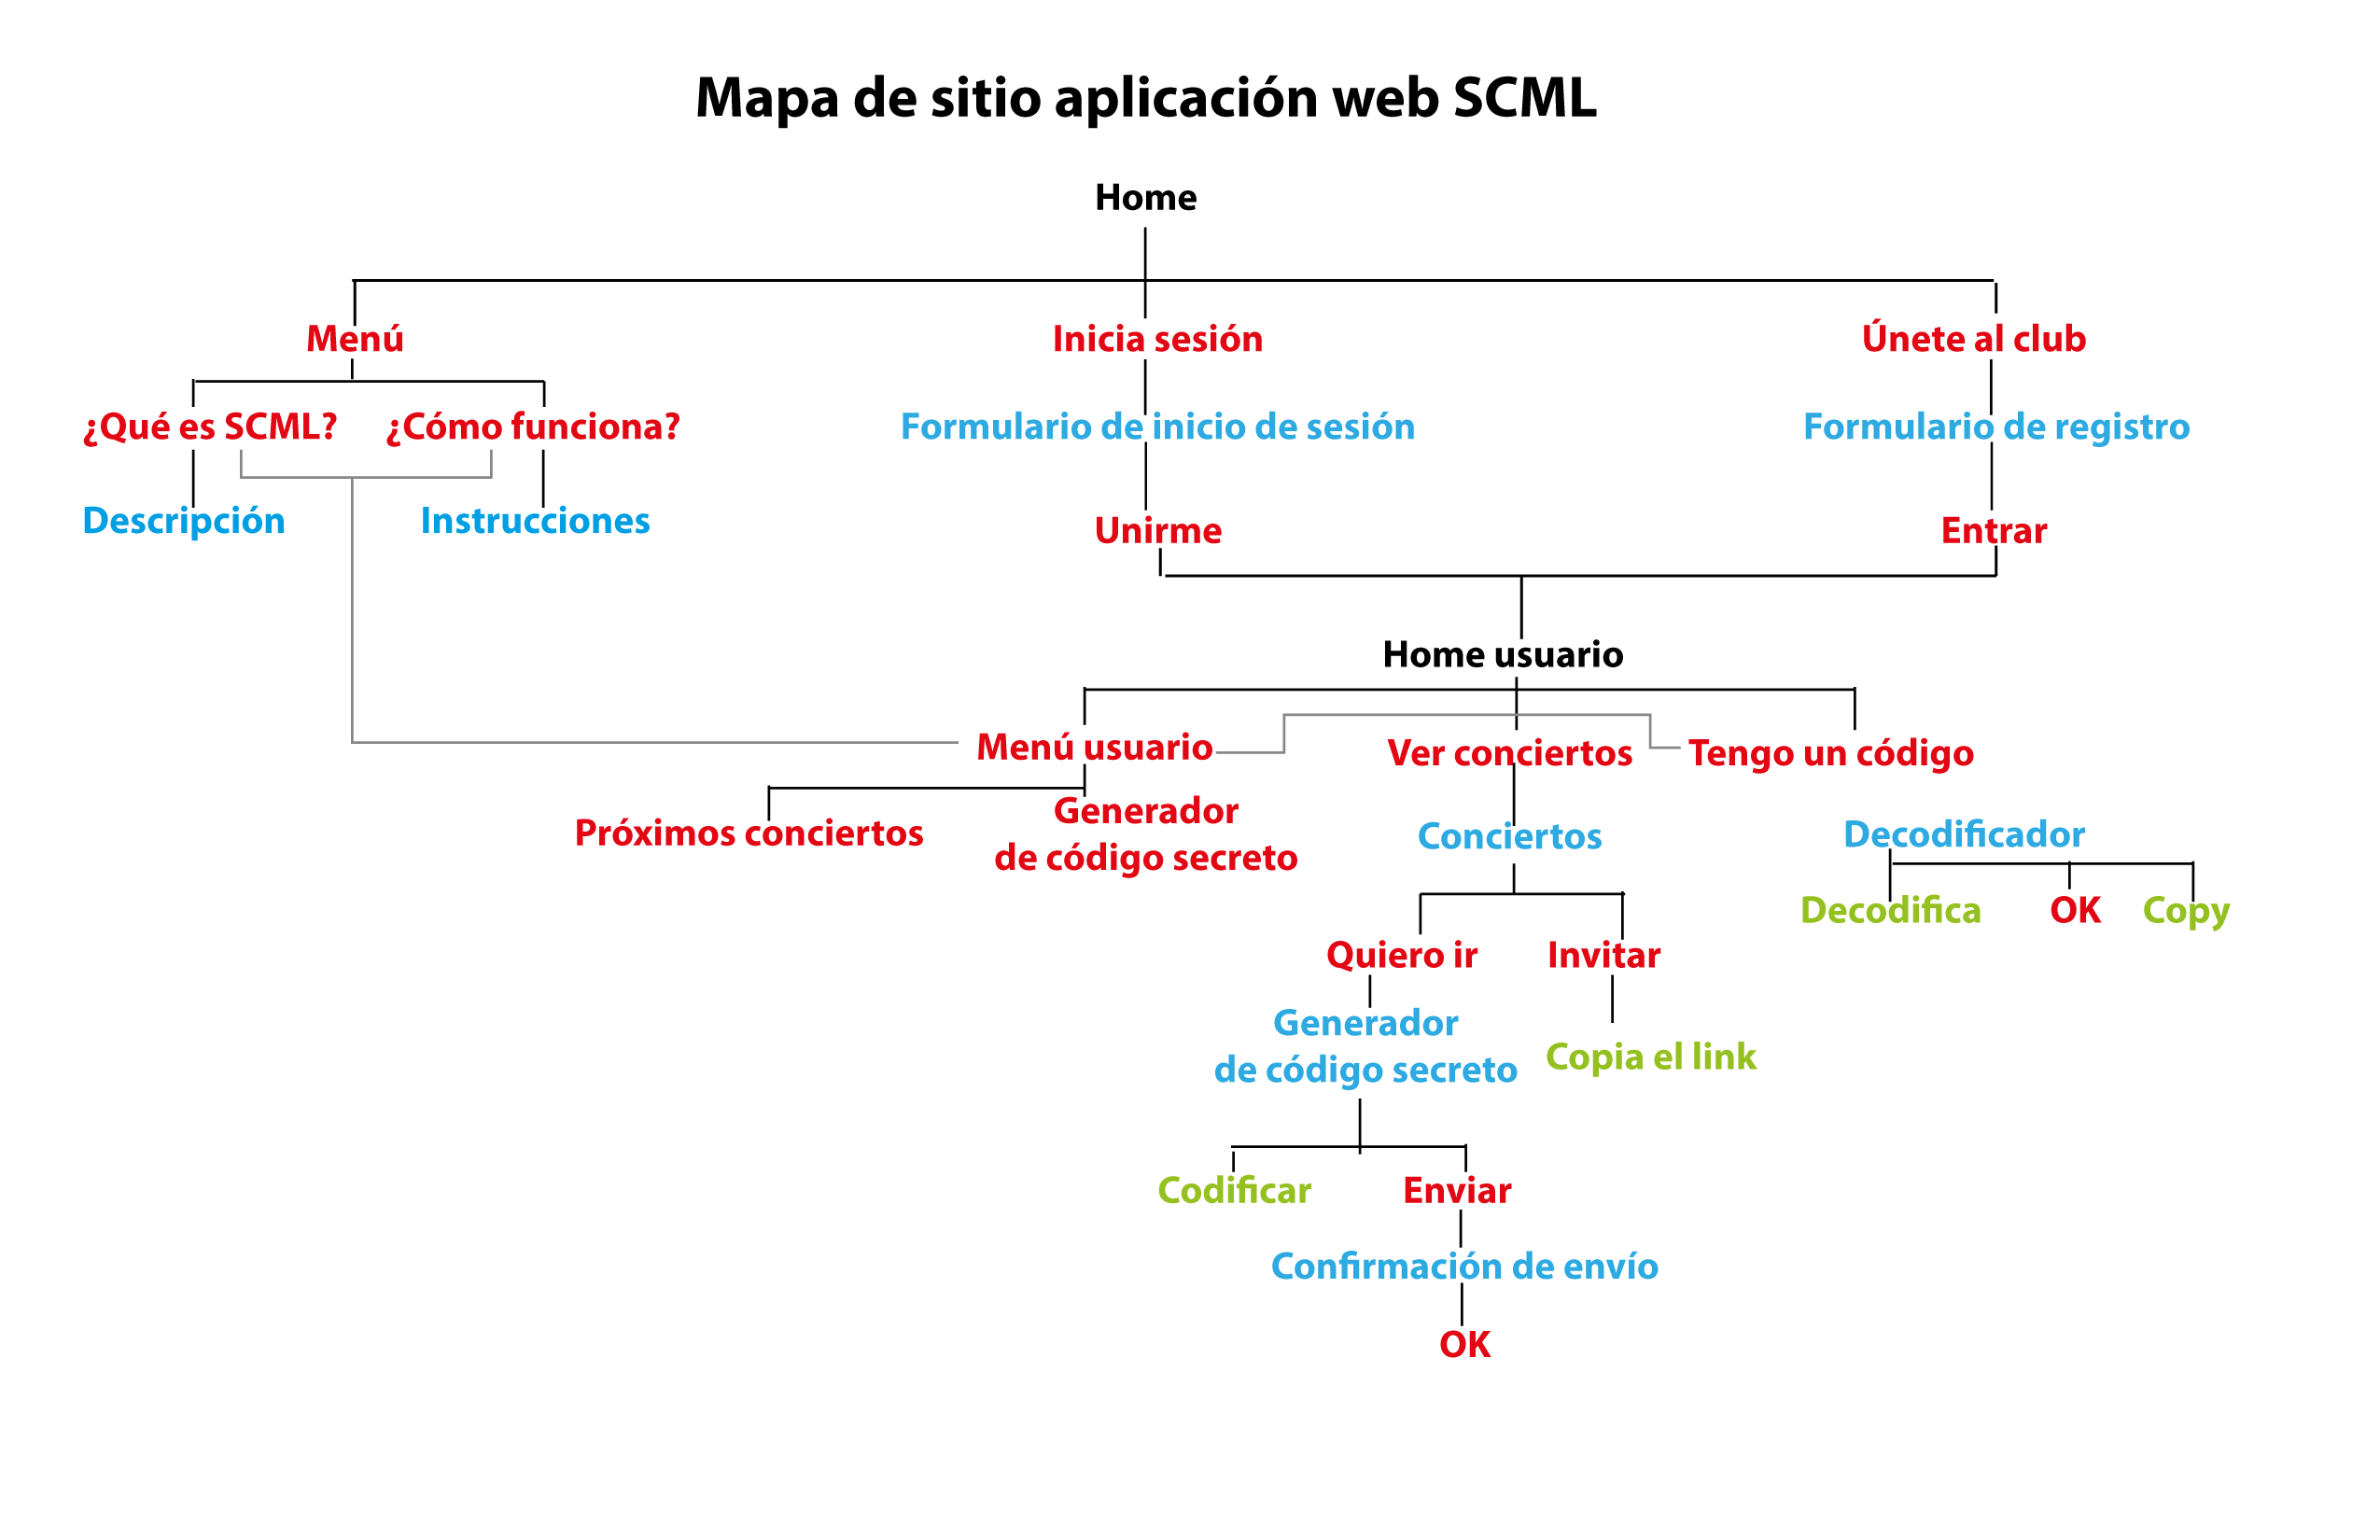 Mapa de sitio aplicación web SCML
Home
Menú
Inicia sesión
Únete al club
¿Qué es SCML?
¿Cómo funciona?
Formulario de inicio de sesión
Formulario de registro
Descripción
Instrucciones
Unirme
Entrar
Home usuario
Menú usuario
Ver conciertos
Tengo un código
Próximos conciertos
Generador
de código secreto
Conciertos
Decodificador
Decodifica
OK
Copy
Quiero ir
Invitar
Generador
de código secreto
Copia el link
Codificar
Enviar
Confirmación de envío
OK